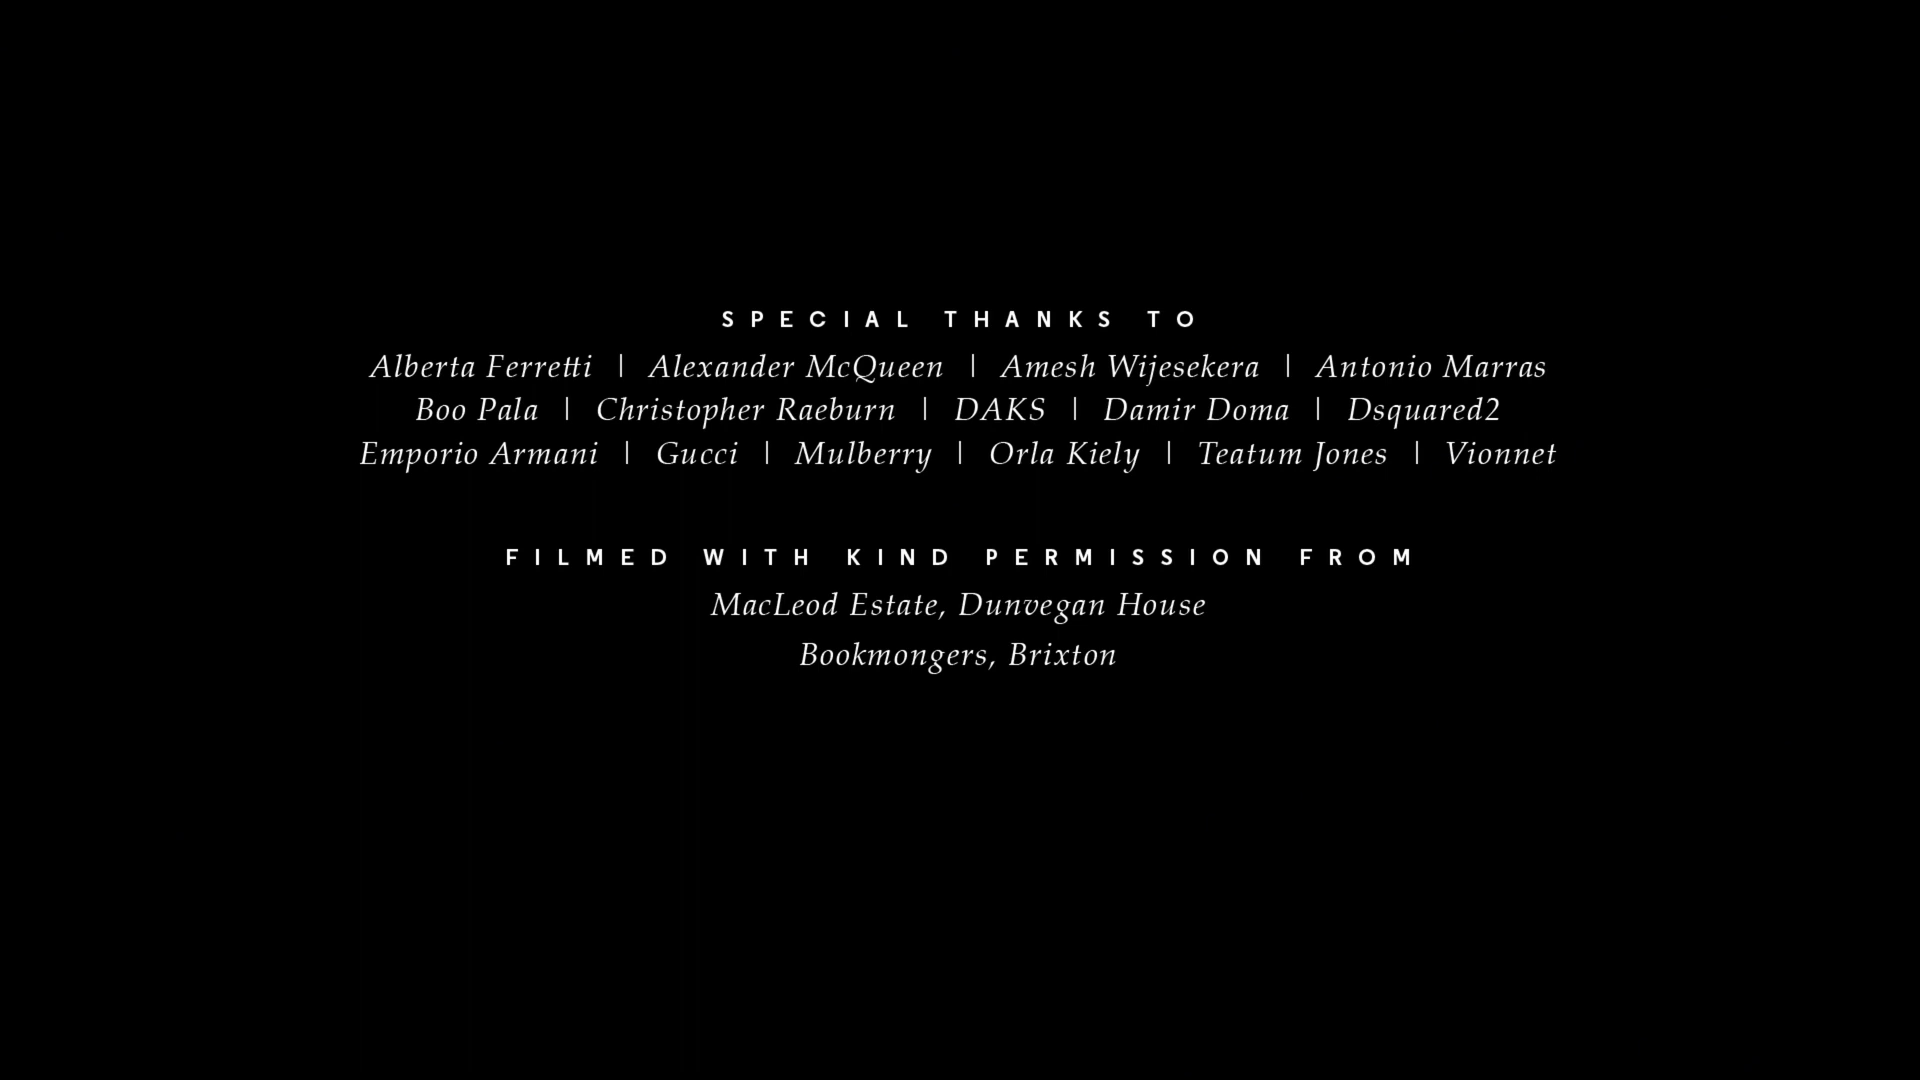 SPECIAL THANKS TO
Alberta Ferretti | Alexander McQueen | Amesh Wijesekera | Antonio Marras
Boo Pala | Christopher Raeburn | DAKS | Damir Doma | Dsquared2
Emporio Armani | Gucci | Mulberry | Orla Kiely | Teatum Jones | Vionnet
FILMED WITH KIND PERMISSION FROM
MacLeod Estate, Dunvegan House
Bookmongers, Brixton